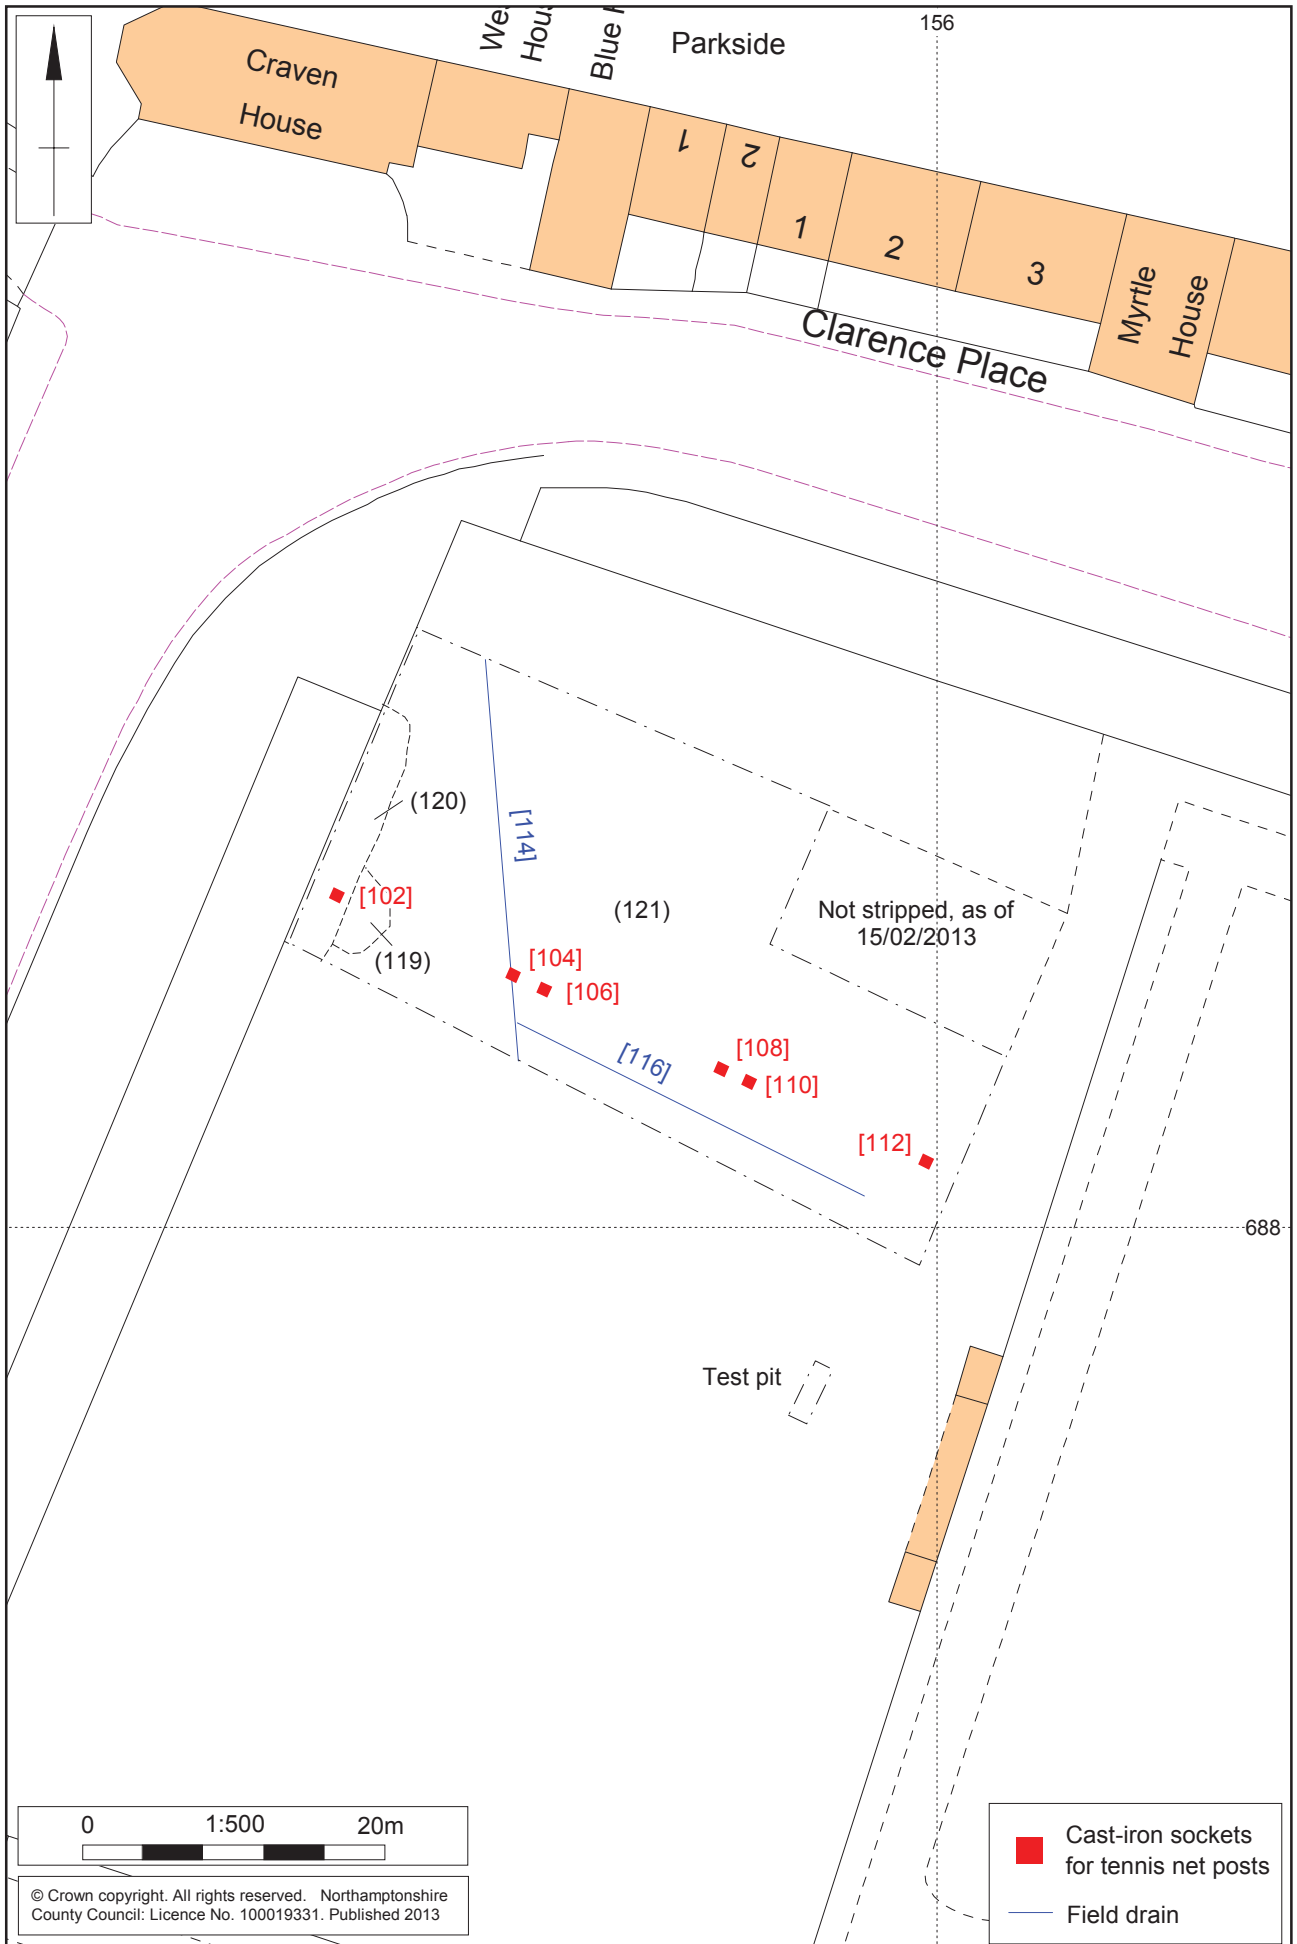 156
Craven
House
Hous
Blue
Parkside
1
2
1
2
3
Myrtle
House
Clarence Place
(120)
[114]
[102]
(121)
Not stripped, as of
15/02/2013
(119)
[104]
[106]
[116]
[108]
[110]
[112]
688
Test pit
0 1:500 20m
© Crown copyright. All rights reserved. Northamptonshire
County Council: Licence No. 100019331. Published 2013
Cast-iron sockets
for tennis net posts
Field drain